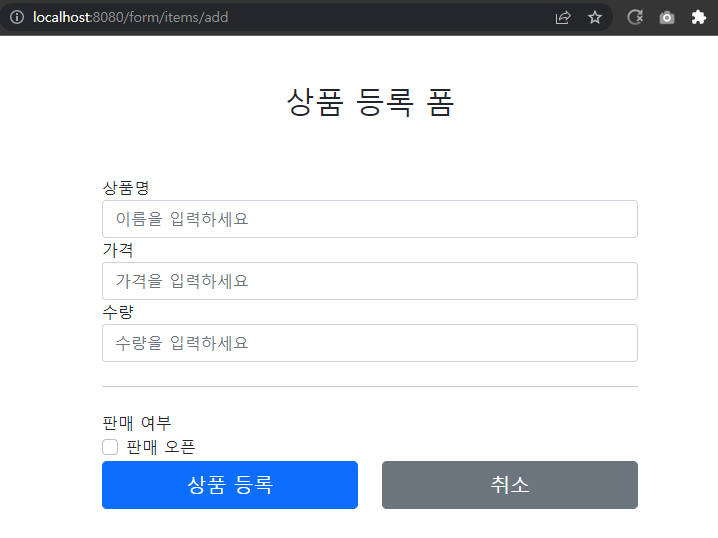 localhost:8080/form/items/add
상품 등록 폼
상품명
이름을 입력하세요
가격
가격을 입력하세요
수량
수량을 입력하세요
판매 여부
판매 오픈
상품 등록
취소